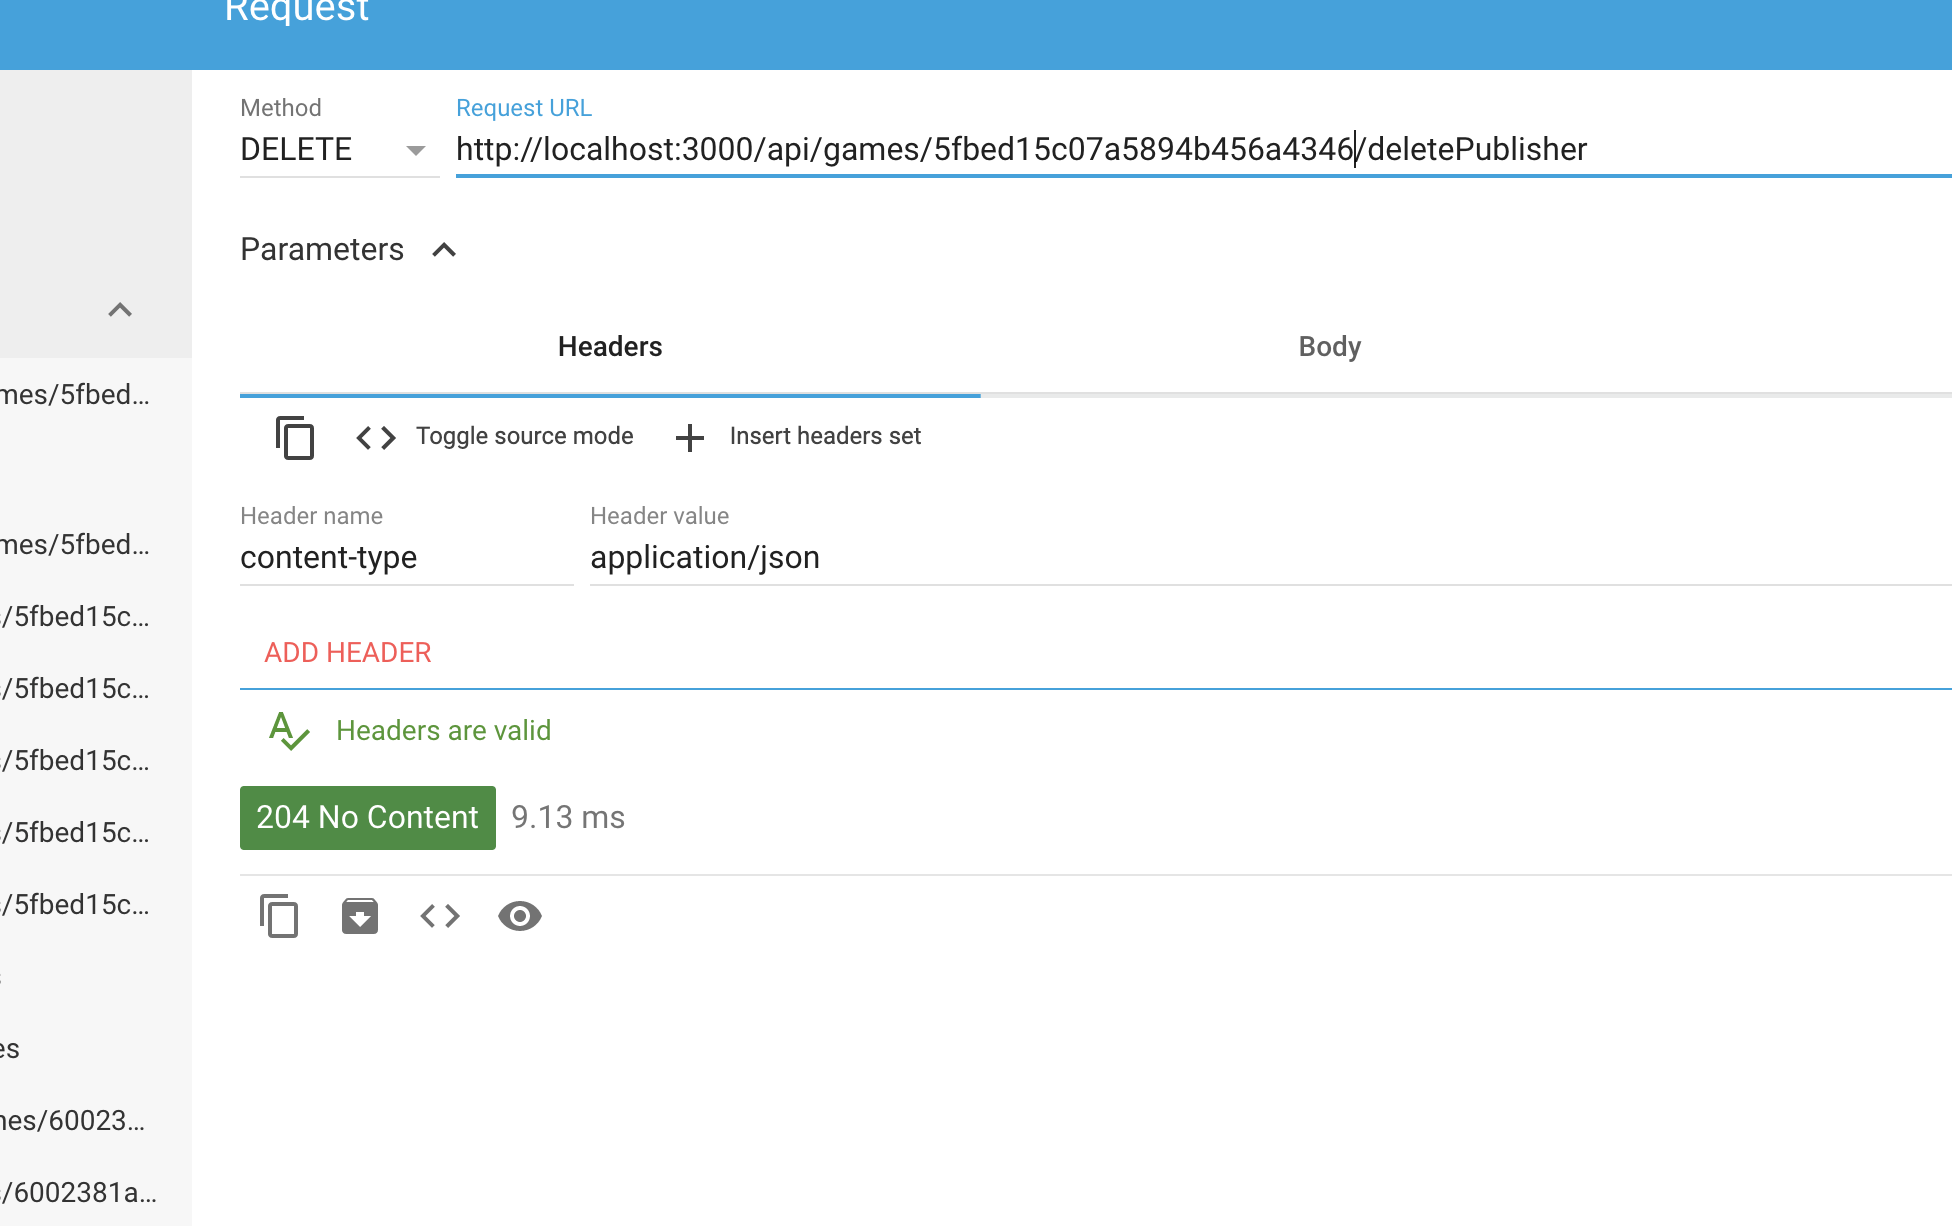 Request
Method
Request URL
DELETE
http://localhost:3000/api/games/5fbed15c07a5894b456a4346/deletePublisher
Parameters
Headers
Body
Toggle source mode
Insert headers set
Header name
Header value
content-type
application/json
ADD HEADER
Headers are valid
204 No Content
9.13 ms
mes/5fbed...
mes/5fbed...
/5fbed15c...
/5fbed15c...
/5fbed15c...
/5fbed15c...
/5fbed15c...
es
nes/60023...
/6002381a...